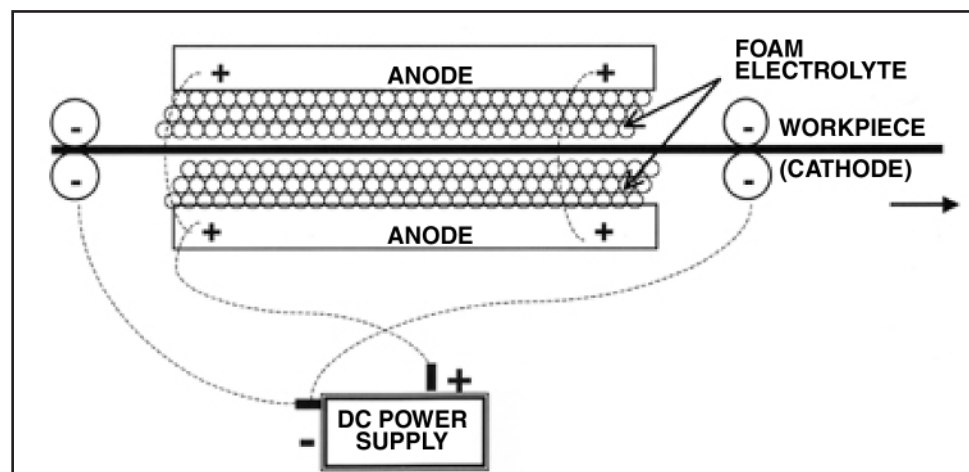 FOAM
ELECTROLYTE
+ ANODE +
- -
WORKPIECE
(CATHODE)
- -
+ ANODE +
+
-
DC POWER
SUPPLY